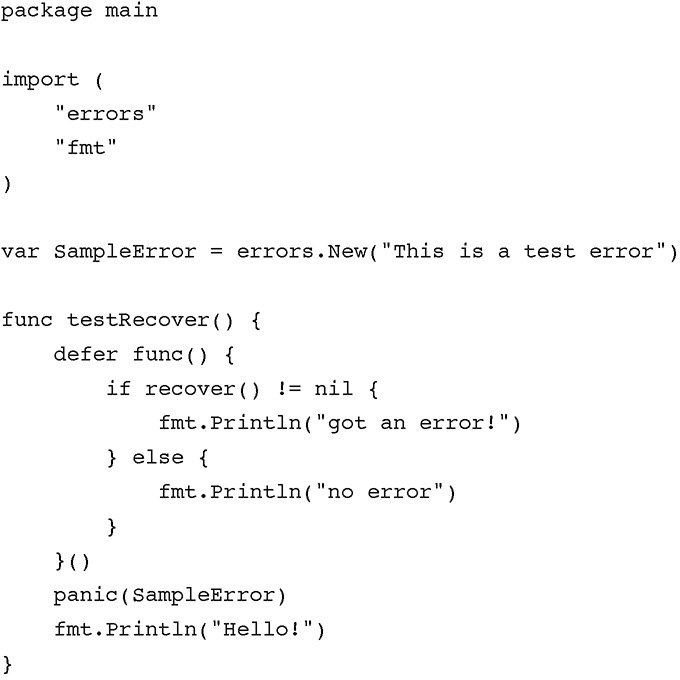 package main
import (
    "errors"
    "fmt"
)
var SampleError = errors.New("This is a test error")
func testRecover() {
    defer func() {
        if recover() != nil {
            fmt.Println("got an error!")
        } else {
            fmt.Println("no error")
        }
    }()
    panic(SampleError)
    fmt.Println("Hello!")
}